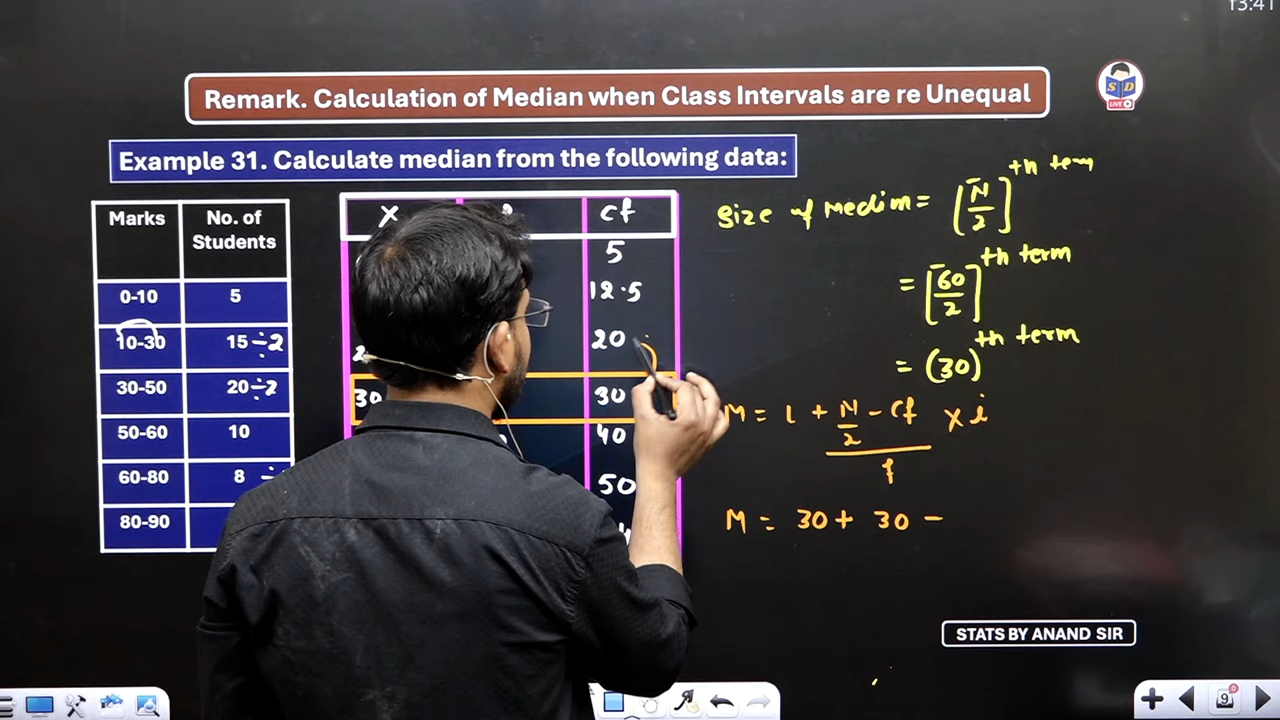 13:41
Remark. Calculation of Median when Class Intervals are re Unequal
SD
LIVE
Example 31. Calculate median from the following data:
Marks No. of Students
0-10 5
10-30 15 ÷2
30-50 20 ÷2
50-60 10
60-80 8
80-90
X cf
5
12.5
20
30 30
40
50
Size of Median = [N/2]th term
= [60/2]th term
= (30)th term
M = l + N/2 - cf / f × i
M = 30 + 30 -
STATS BY ANAND SIR
9